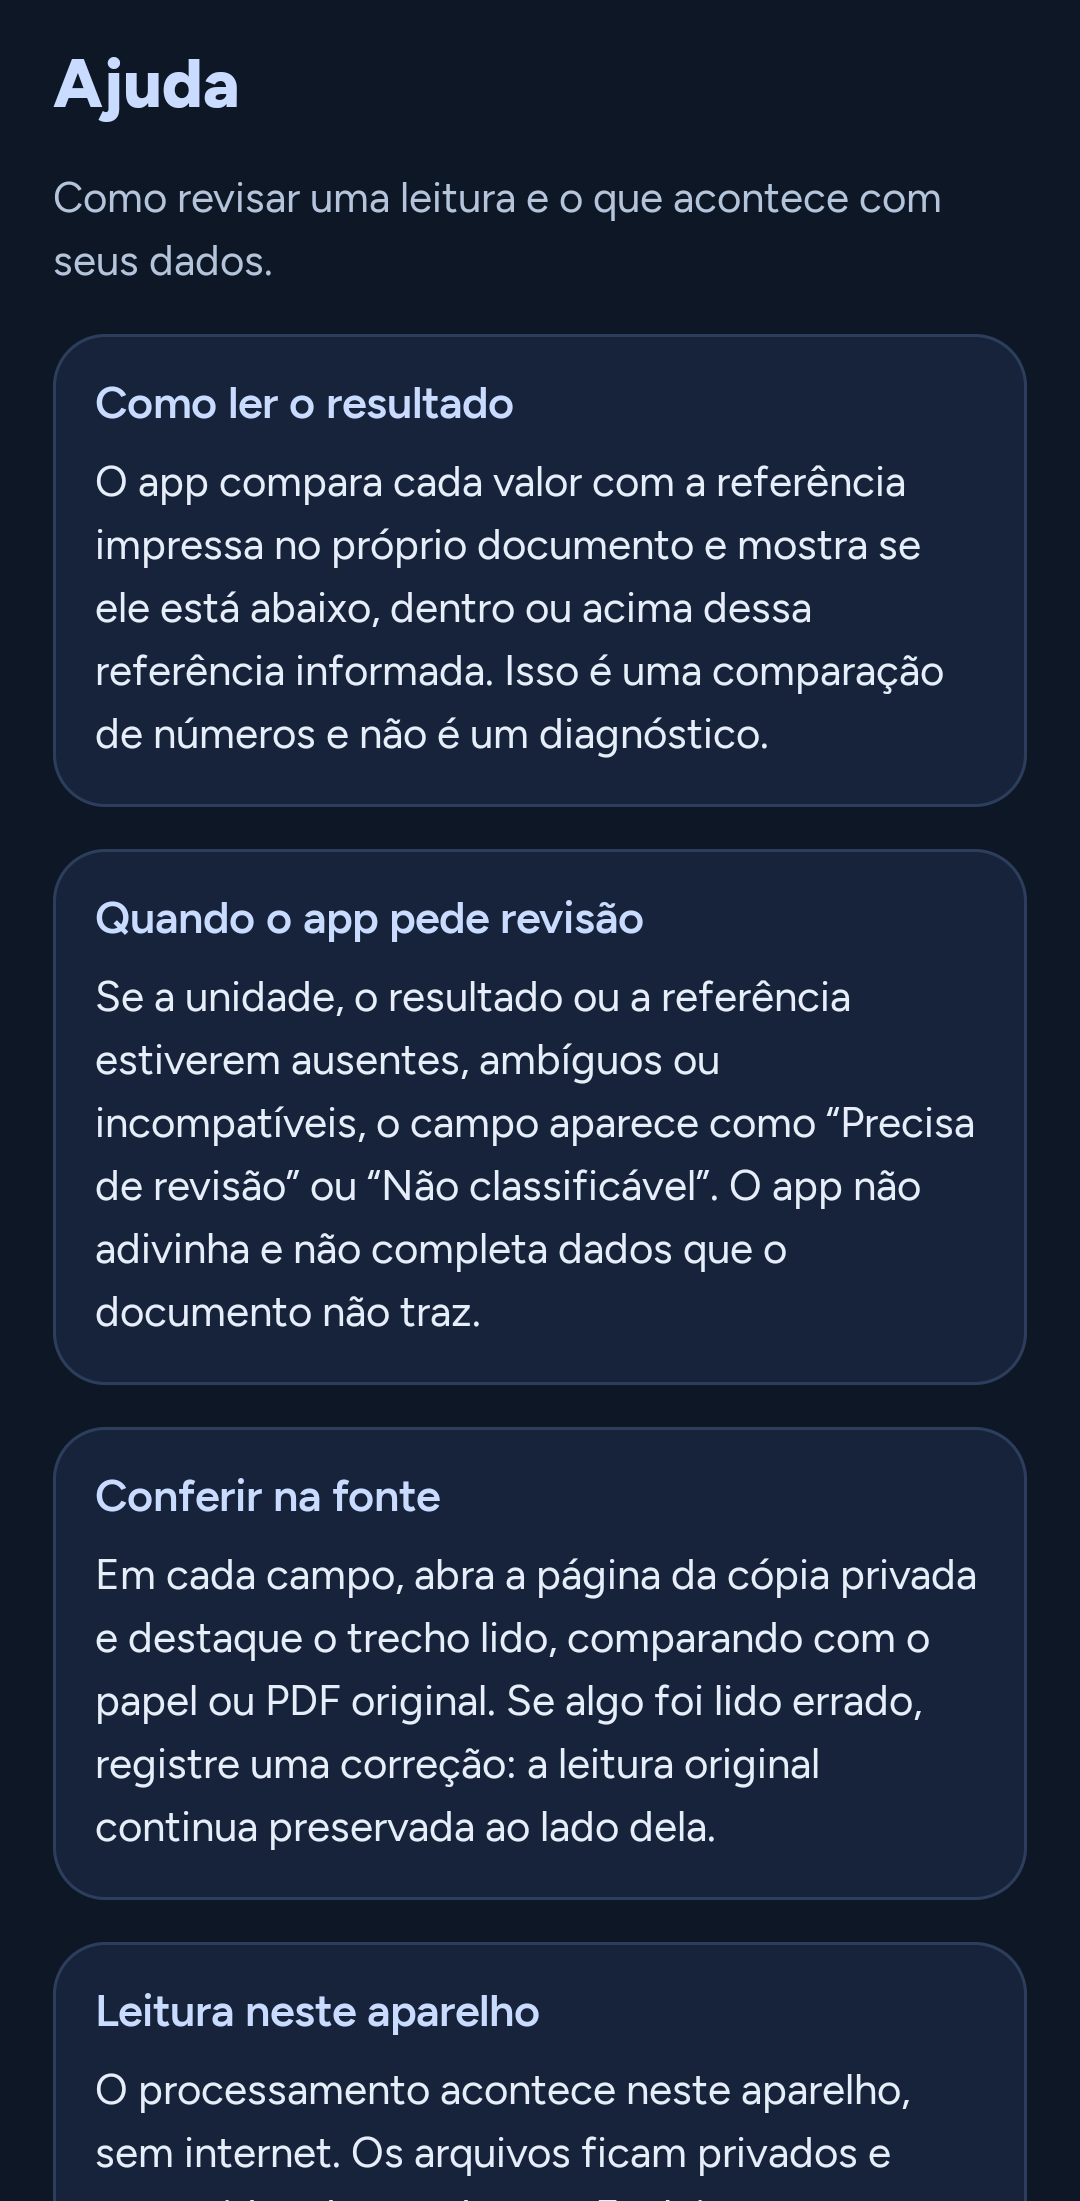 Ajuda
Como revisar uma leitura e o que acontece com
seus dados.
Como ler o resultado
O app compara cada valor com a referência
impressa no próprio documento e mostra se
ele está abaixo, dentro ou acima dessa
referência informada. Isso é uma comparação
de números e não é um diagnóstico.
Quando o app pede revisão
Se a unidade, o resultado ou a referência
estiverem ausentes, ambíguos ou
incompatíveis, o campo aparece como “Precisa
de revisão” ou “Não classificável”. O app não
adivinha e não completa dados que o
documento não traz.
Conferir na fonte
Em cada campo, abra a página da cópia privada
e destaque o trecho lido, comparando com o
papel ou PDF original. Se algo foi lido errado,
registre uma correção: a leitura original
continua preservada ao lado dela.
Leitura neste aparelho
O processamento acontece neste aparelho,
sem internet. Os arquivos ficam privados e